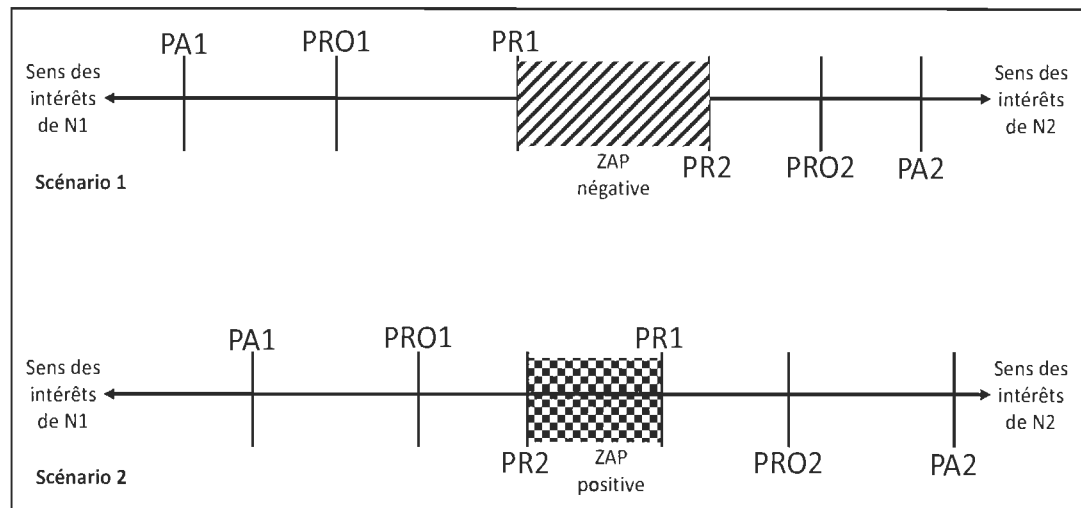 PA1 PRO1 PR1
Sens des
intérêts
de N1
Sens des
intérêts
de N2
PR2 PRO2 PA2
ZAP
négative
Scénario 1
PA1 PRO1 PR1
Sens des
intérêts
de N1
Sens des
intérêts
de N2
PR2 PRO2 PA2
ZAP
positive
Scénario 2